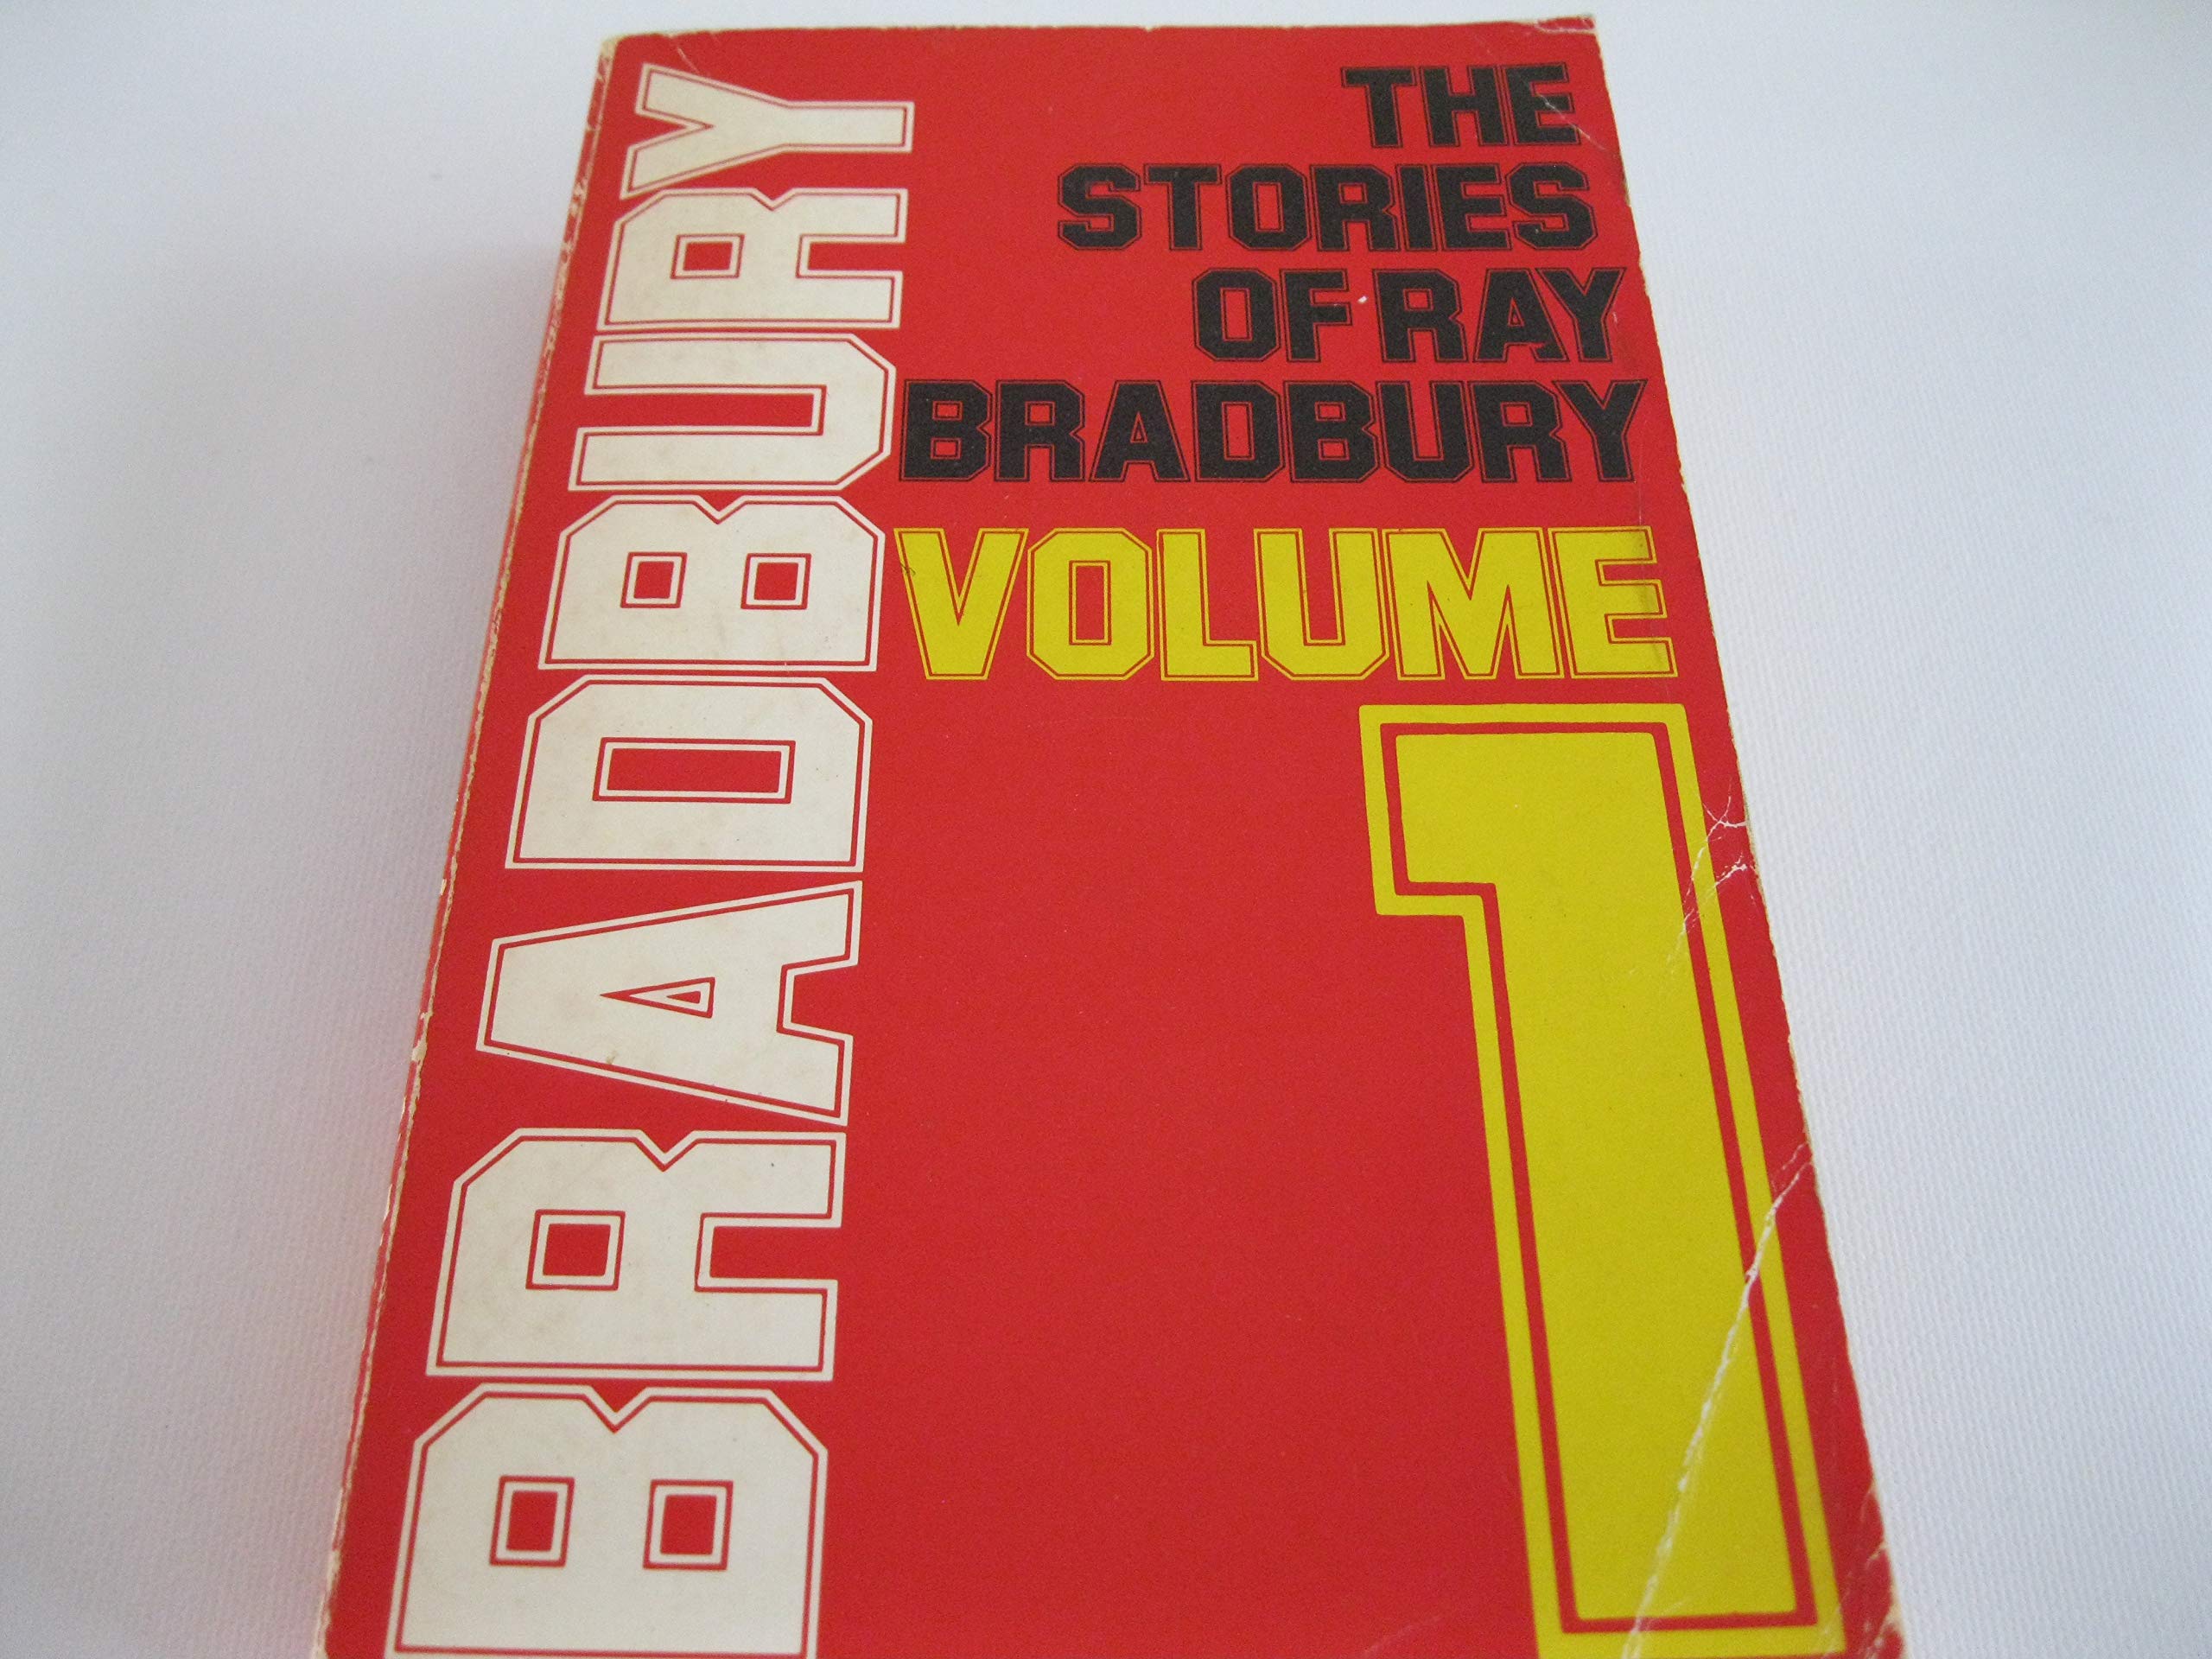 BRADBURY
THE
STORIES
OF RAY
BRADBURY
VOLUME
1